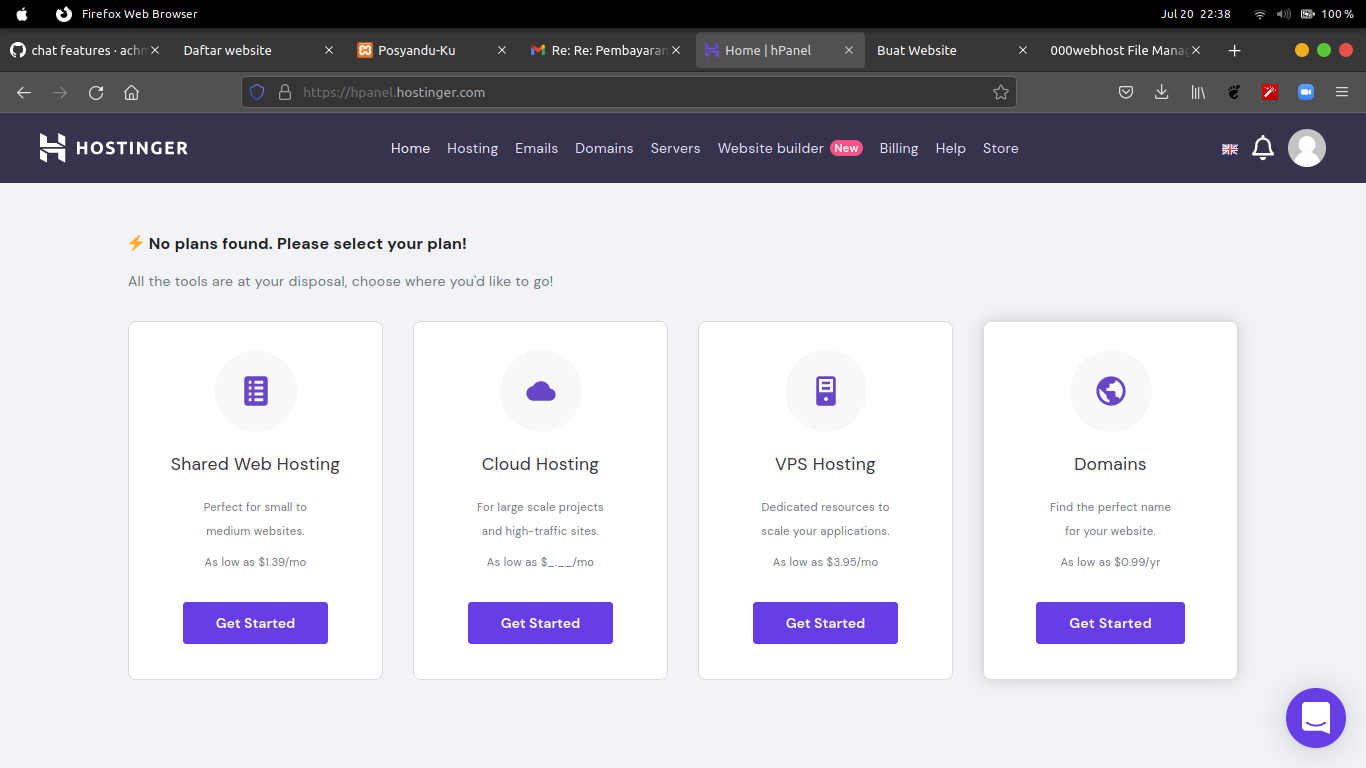 Firefox Web Browser
Jul 20 22:38
100 %
chat features · achm
Daftar website
Posyandu-Ku
Re: Re: Pembayaran
Home | hPanel
Buat Website
000webhost File Manag
https://hpanel.hostinger.com
HOSTINGER
Home Hosting Emails Domains Servers Website builder New Billing Help Store
⚡ No plans found. Please select your plan!
All the tools are at your disposal, choose where you'd like to go!
Shared Web Hosting
Perfect for small to
medium websites.
As low as $1.39/mo
Get Started
Cloud Hosting
For large scale projects
and high-traffic sites.
As low as $_.__/mo
Get Started
VPS Hosting
Dedicated resources to
scale your applications.
As low as $3.95/mo
Get Started
Domains
Find the perfect name
for your website.
As low as $0.99/yr
Get Started